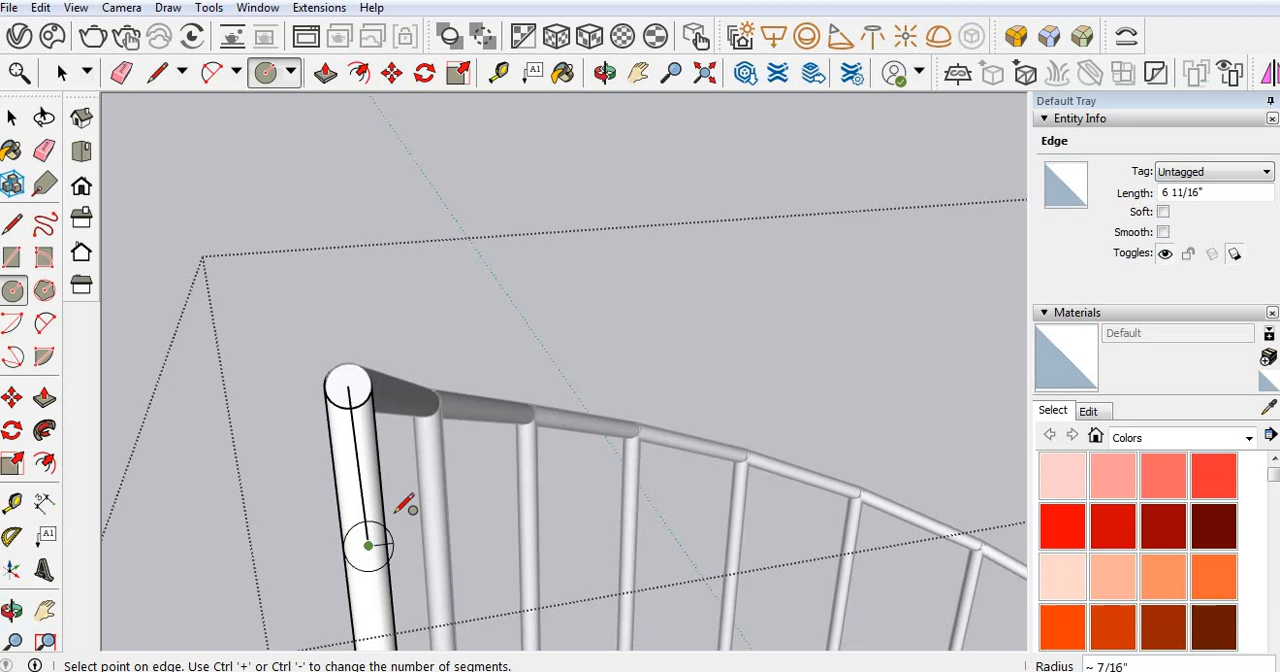 File Edit View Camera Draw Tools Window Extensions Help
A1
Default Tray
Entity Info
Edge
Tag: Untagged
Length: 6 11/16"
Soft:
Smooth:
Toggles:
Materials
Default
Select Edit
Colors
A1
Select point on edge. Use Ctrl '+' or Ctrl '-' to change the number of segments.
Radius ~ 7/16"